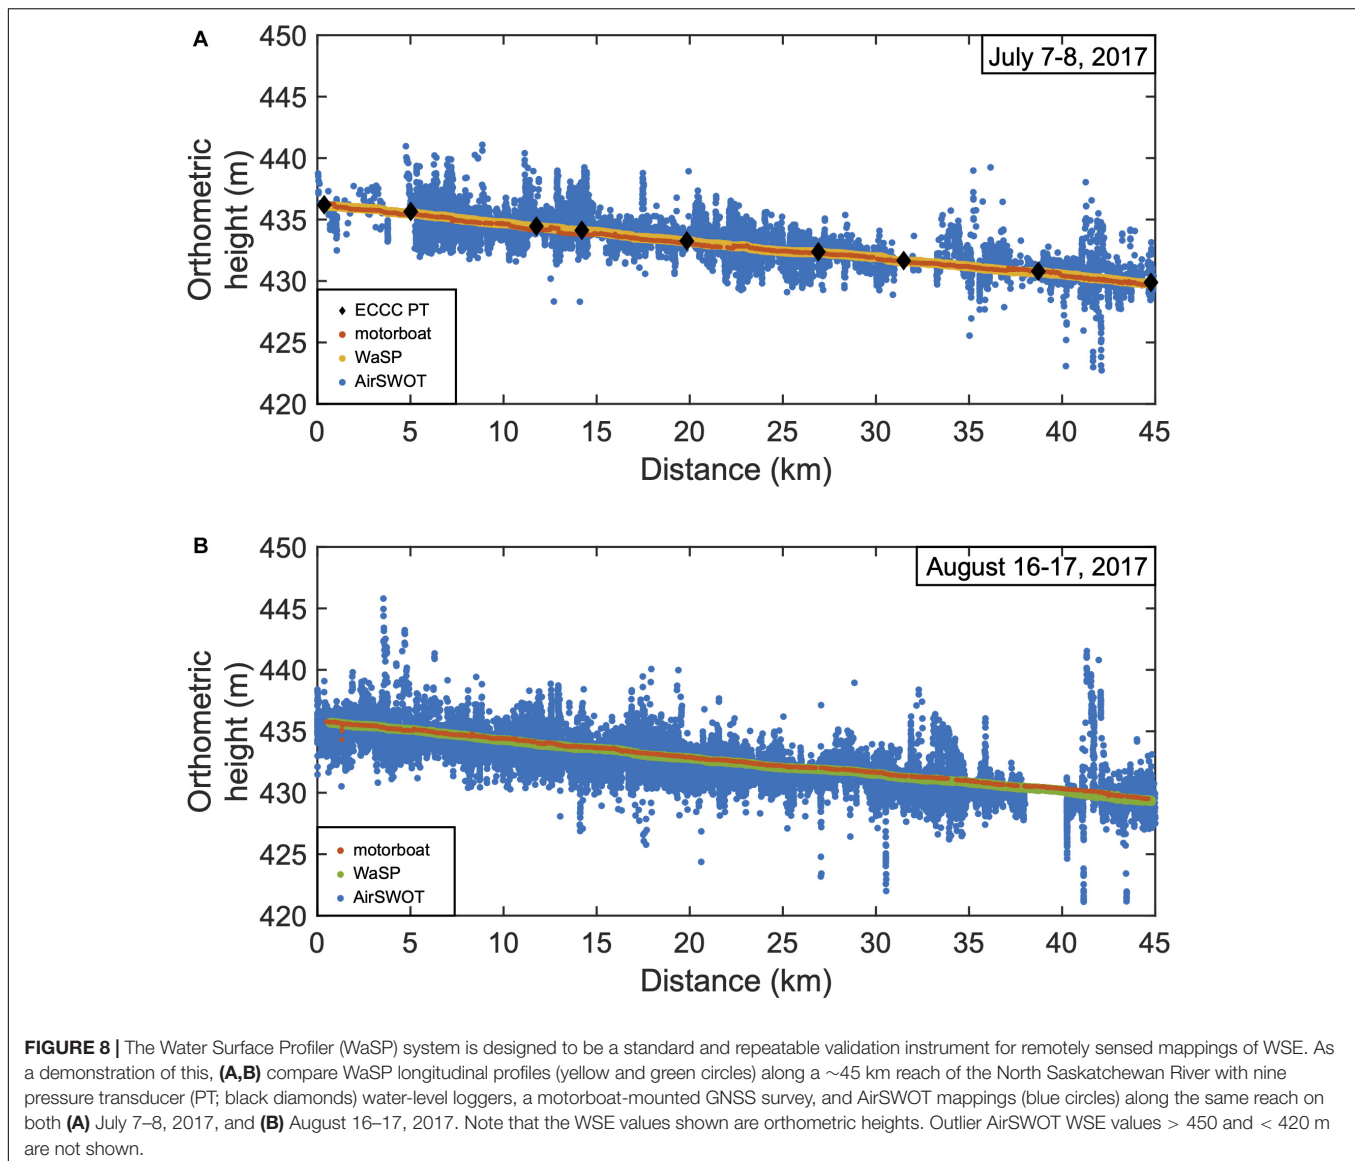 A
July 7-8, 2017
450
445
440
435
430
425
420
Orthometric
height (m)
ECCC PT
motorboat
WaSP
AirSWOT
0 5 10 15 20 25 30 35 40 45
Distance (km)
B
August 16-17, 2017
450
445
440
435
430
425
420
Orthometric
height (m)
motorboat
WaSP
AirSWOT
0 5 10 15 20 25 30 35 40 45
Distance (km)
FIGURE 8 | The Water Surface Profiler (WaSP) system is designed to be a standard and repeatable validation instrument for remotely sensed mappings of WSE. As
a demonstration of this, (A,B) compare WaSP longitudinal profiles (yellow and green circles) along a ∼45 km reach of the North Saskatchewan River with nine
pressure transducer (PT; black diamonds) water-level loggers, a motorboat-mounted GNSS survey, and AirSWOT mappings (blue circles) along the same reach on
both (A) July 7–8, 2017, and (B) August 16–17, 2017. Note that the WSE values shown are orthometric heights. Outlier AirSWOT WSE values > 450 and < 420 m
are not shown.